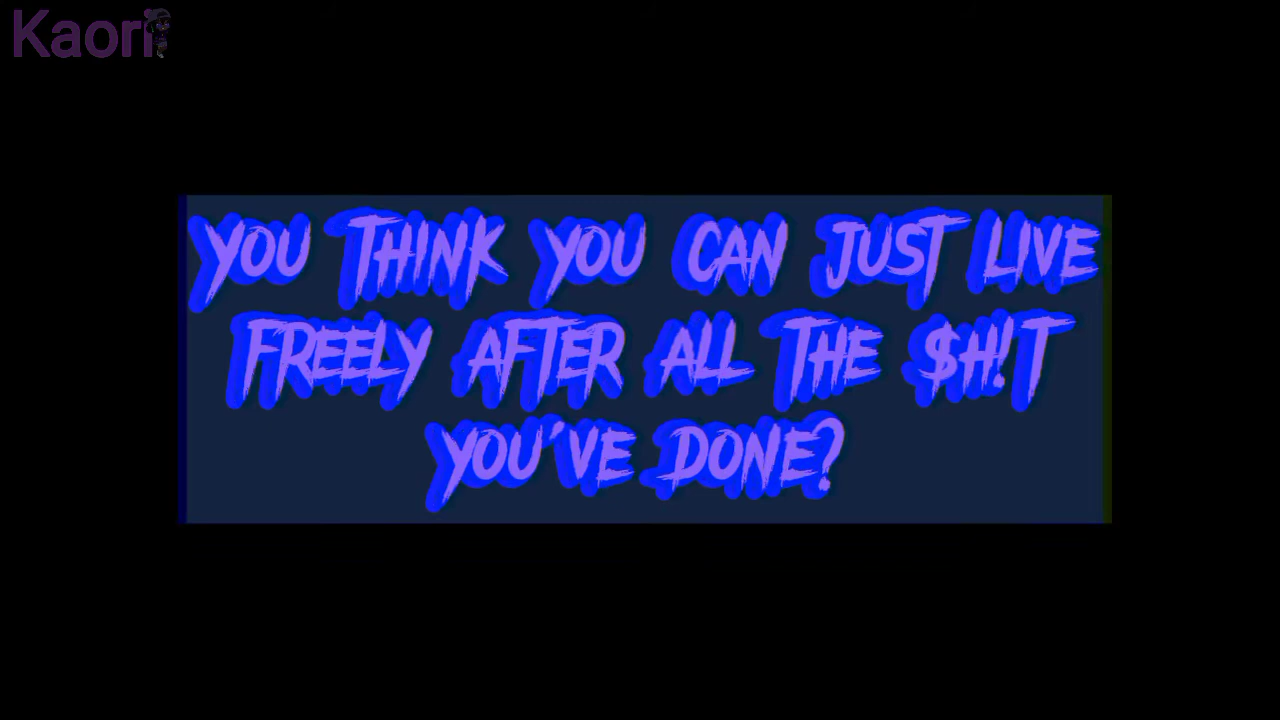 Kaori
YOU THINK YOU CAN JUST LIVE
FREELY AFTER ALL THE $H!T
YOU'VE DONE?